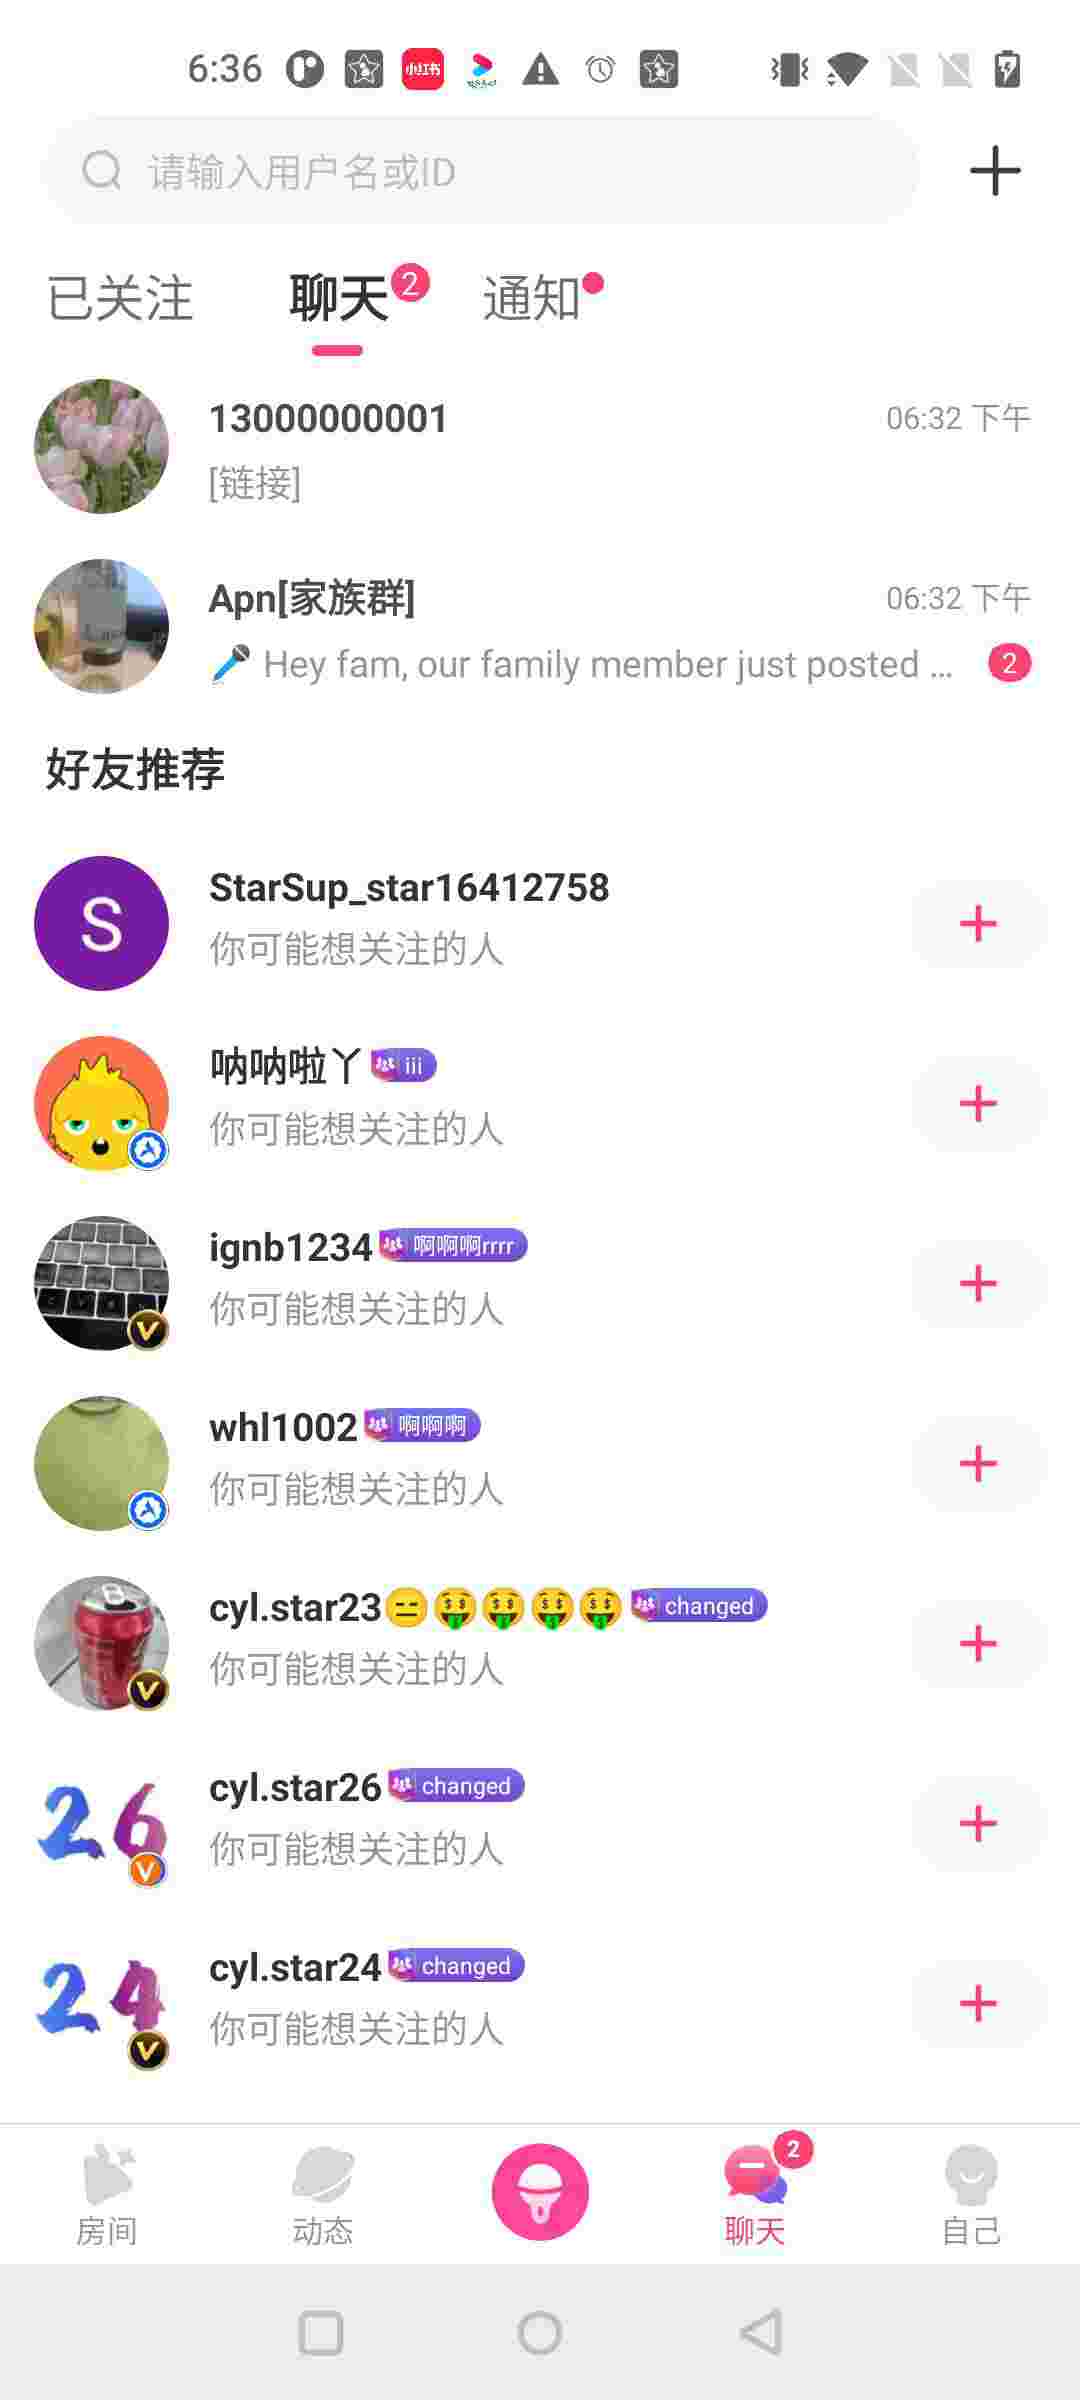 6:36
小红书
请输入用户名或ID
已关注
聊天 2
通知
13000000001
06:32 下午
[链接]
Apn[家族群]
06:32 下午
🎤 Hey fam, our family member just posted ...
2
好友推荐
StarSup_star16412758
你可能想关注的人
S
呐呐啦丫 iii
你可能想关注的人
ignb1234 啊啊啊rrrr
你可能想关注的人
whl1002 啊啊啊
你可能想关注的人
cyl.star23😑🤑🤑🤑🤑 changed
你可能想关注的人
cyl.star26 changed
你可能想关注的人
26
cyl.star24 changed
你可能想关注的人
24
2
房间
动态
聊天
自己